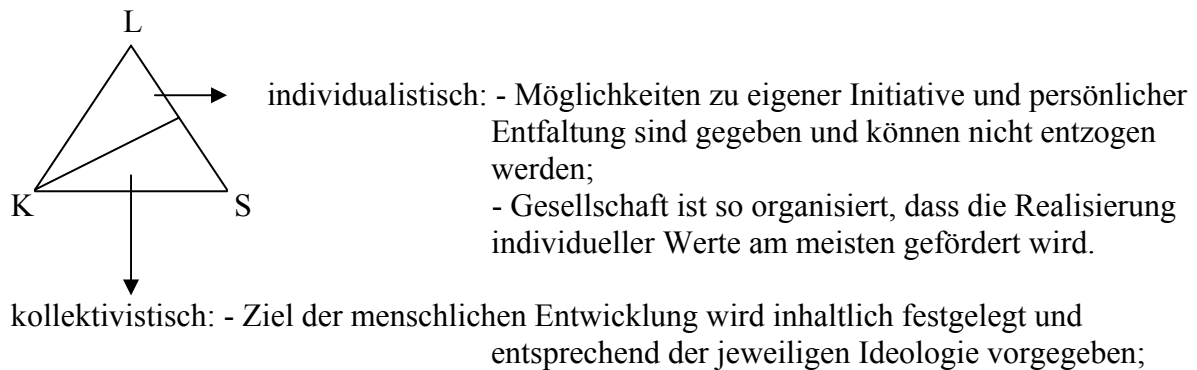 L
individualistisch: - Möglichkeiten zu eigener Initiative und persönlicher
Entfaltung sind gegeben und können nicht entzogen
werden;
K S - Gesellschaft ist so organisiert, dass die Realisierung
individueller Werte am meisten gefördert wird.
kollektivistisch: - Ziel der menschlichen Entwicklung wird inhaltlich festgelegt und
entsprechend der jeweiligen Ideologie vorgegeben;